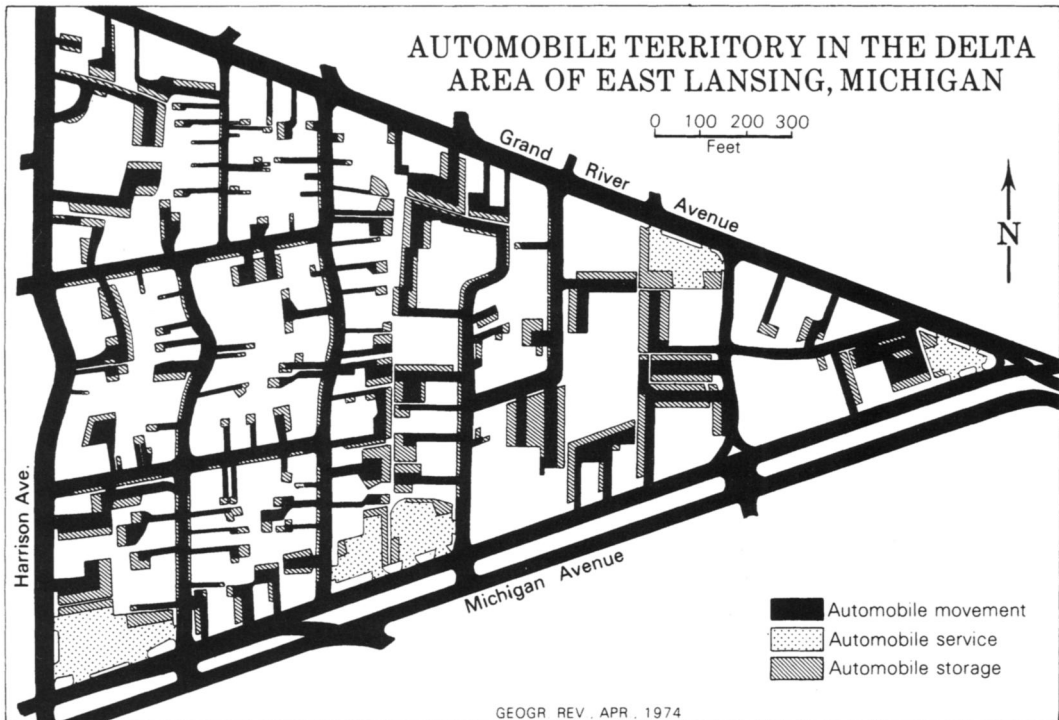 AUTOMOBILE TERRITORY IN THE DELTA
AREA OF EAST LANSING, MICHIGAN
0 100 200 300
Feet
Grand River Avenue
N
Harrison Ave.
Michigan Avenue
Automobile movement
Automobile service
Automobile storage
GEOGR. REV., APR., 1974